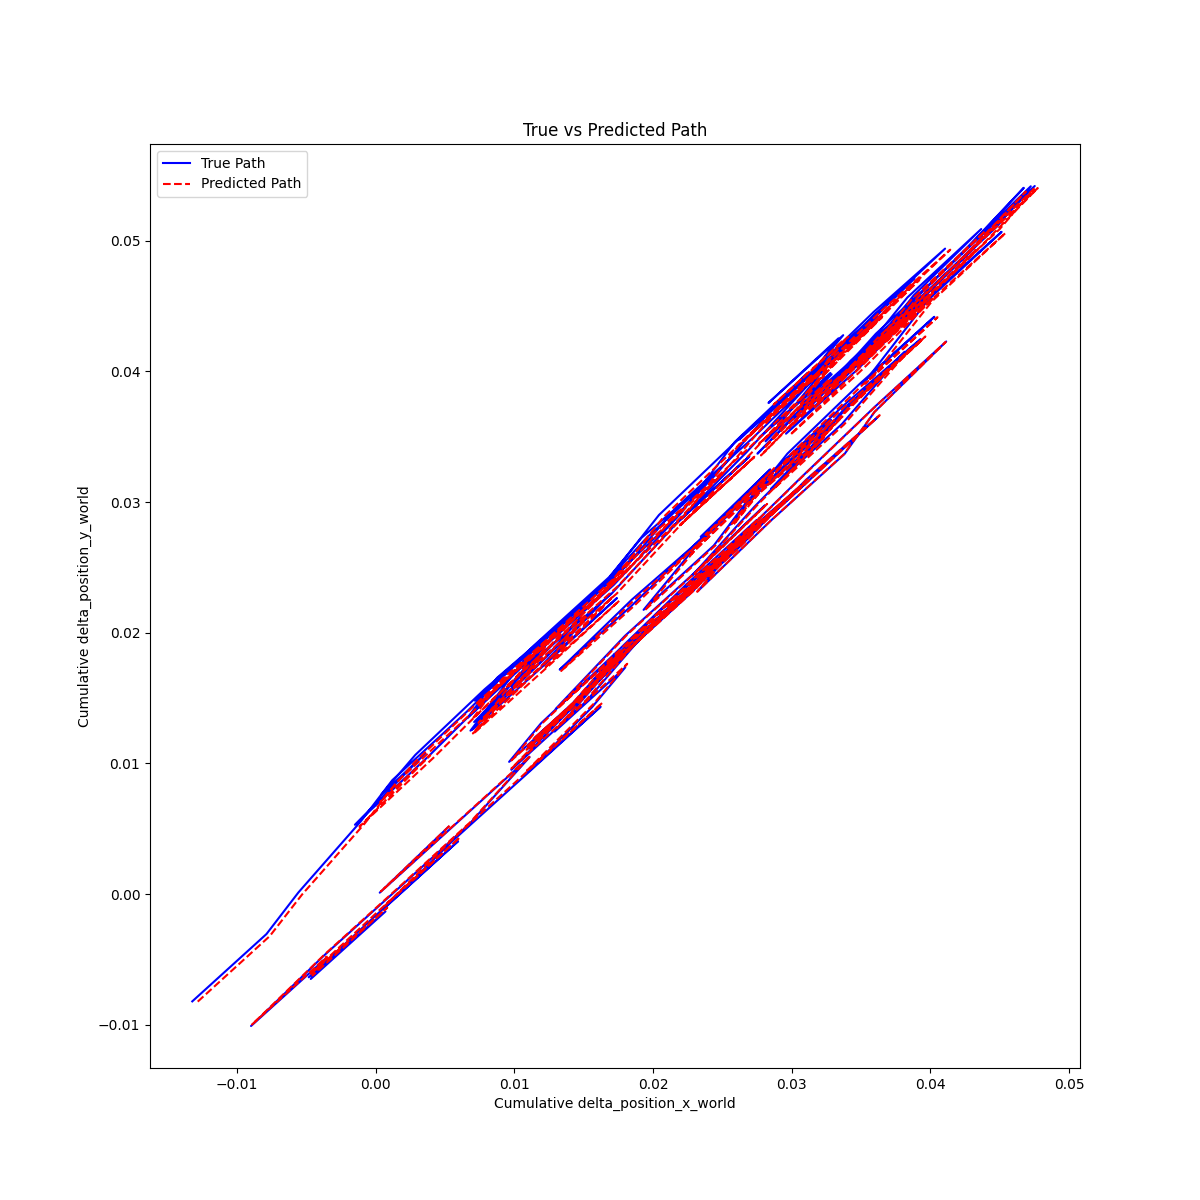 True vs Predicted Path
True Path
Predicted Path
0.05
0.04
0.03
0.02
0.01
0.00
−0.01
Cumulative delta_position_y_world
−0.01
0.00
0.01
0.02
0.03
0.04
0.05
Cumulative delta_position_x_world